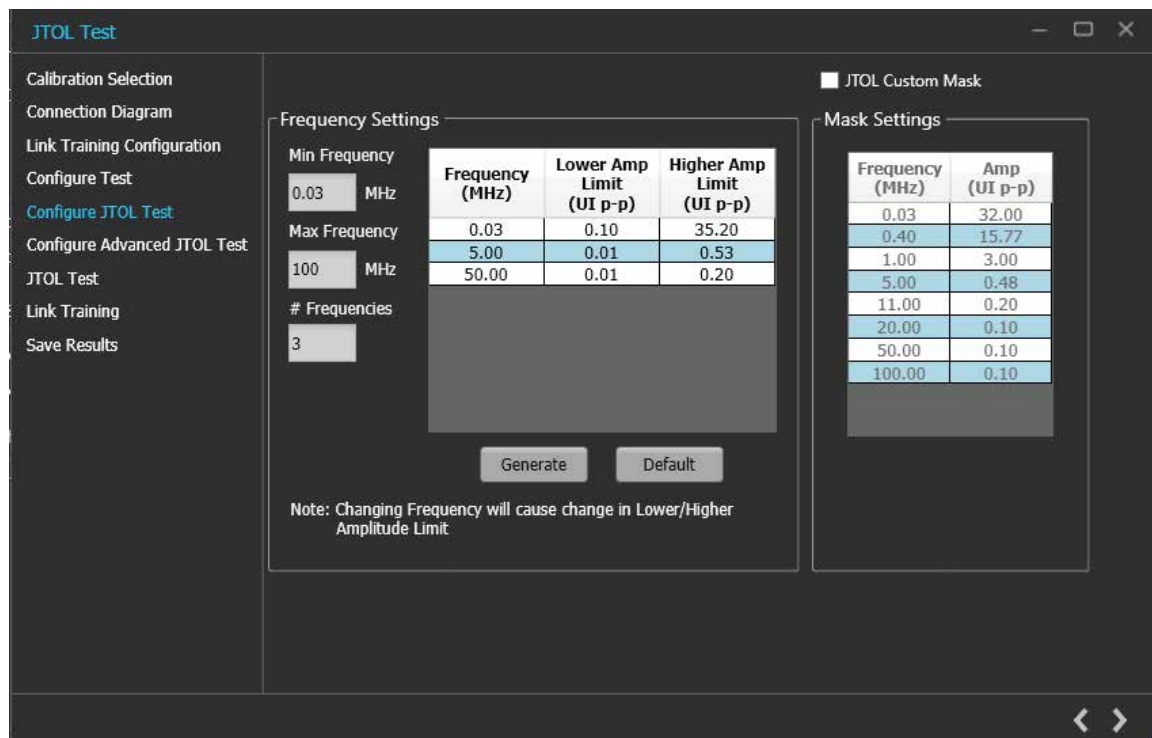 JTOL Test
Calibration Selection
Connection Diagram
Link Training Configuration
Configure Test
Configure JTOL Test
Configure Advanced JTOL Test
JTOL Test
Link Training
Save Results
JTOL Custom Mask
Frequency Settings
Min Frequency
0.03 MHz
Max Frequency
100 MHz
# Frequencies
3
Frequency (MHz) Lower Amp Limit (UI p-p) Higher Amp Limit (UI p-p)
0.03 0.10 35.20
5.00 0.01 0.53
50.00 0.01 0.20
Generate Default
Note: Changing Frequency will cause change in Lower/Higher
Amplitude Limit
Mask Settings
Frequency (MHz) Amp (UI p-p)
0.03 32.00
0.40 15.77
1.00 3.00
5.00 0.48
11.00 0.20
20.00 0.10
50.00 0.10
100.00 0.10